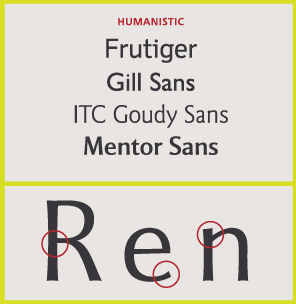 HUMANISTIC
Frutiger
Gill Sans
ITC Goudy Sans
Mentor Sans
Ren